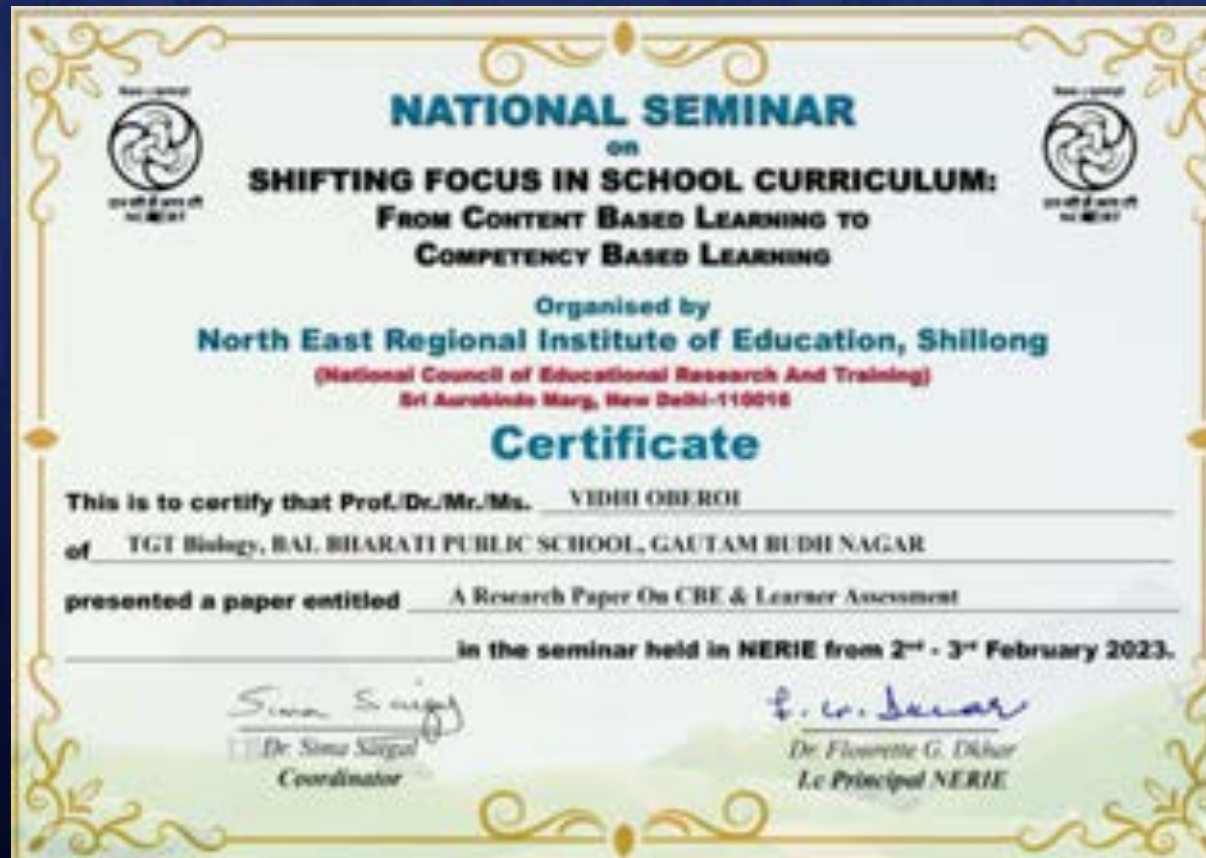 NATIONAL SEMINAR
on
SHIFTING FOCUS IN SCHOOL CURRICULUM:
FROM CONTENT BASED LEARNING TO
COMPETENCY BASED LEARNING
Organised by
North East Regional Institute of Education, Shillong
(National Council of Educational Research And Training)
Sri Aurobindo Marg, New Delhi-110016
Certificate
This is to certify that Prof./Dr./Mr./Ms. VIDHI OBEROI
of TGT Biology, BAL BHARATI PUBLIC SCHOOL, GAUTAM BUDH NAGAR
presented a paper entitled A Research Paper On CBE & Learner Assessment
in the seminar held in NERIE from 2nd - 3rd February 2023.
Dr Sima Saigal
Coordinator
Dr. Flourette G. Dkhar
I.c Principal NERIE